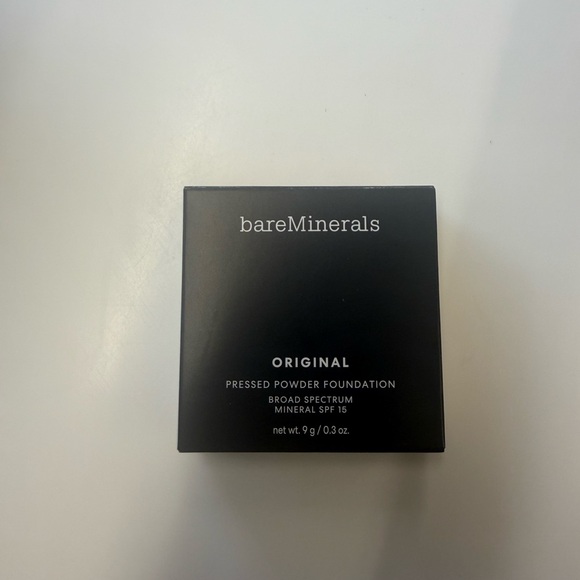 bareMinerals
ORIGINAL
PRESSED POWDER FOUNDATION
BROAD SPECTRUM
MINERAL SPF 15
net wt. 9 g / 0.3 oz.